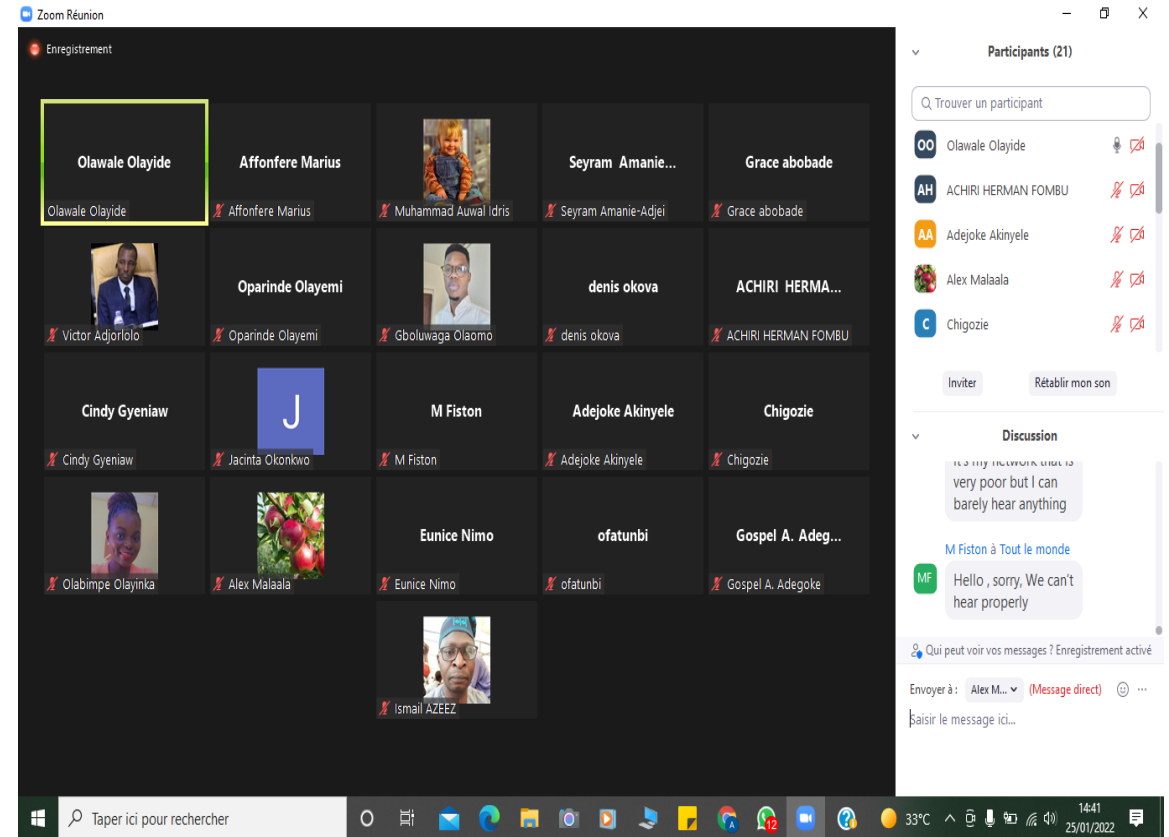 Zoom Réunion
Enregistrement
Olawale Olayide
Olawale Olayide
Affonfere Marius
Affonfere Marius
Muhammad Auwal Idris
Seyram Amanie...
Seyram Amanie-Adjei
Grace abobade
Grace abobade
Victor Adjorlolo
Oparinde Olayemi
Oparinde Olayemi
Gboluwaga Olaomo
denis okova
denis okova
ACHIRI HERMA...
ACHIRI HERMAN FOMBU
Cindy Gyeniaw
Cindy Gyeniaw
J
Jacinta Okonkwo
M Fiston
M Fiston
Adejoke Akinyele
Adejoke Akinyele
Chigozie
Chigozie
Olabimpe Olayinka
Alex Malaala
Eunice Nimo
Eunice Nimo
ofatunbi
ofatunbi
Gospel A. Adeg...
Gospel A. Adegoke
Ismail AZEEZ
Participants (21)
Trouver un participant
OO Olawale Olayide
AH ACHIRI HERMAN FOMBU
AA Adejoke Akinyele
Alex Malaala
C Chigozie
Inviter Rétablir mon son
Discussion
It's my network that is
very poor but I can
barely hear anything
M Fiston à Tout le monde
MF Hello , sorry, We can't
hear properly
Qui peut voir vos messages ? Enregistrement activé
Envoyer à : Alex M... (Message direct)
Saisir le message ici...
Taper ici pour rechercher
12
33°C
14:41
25/01/2022